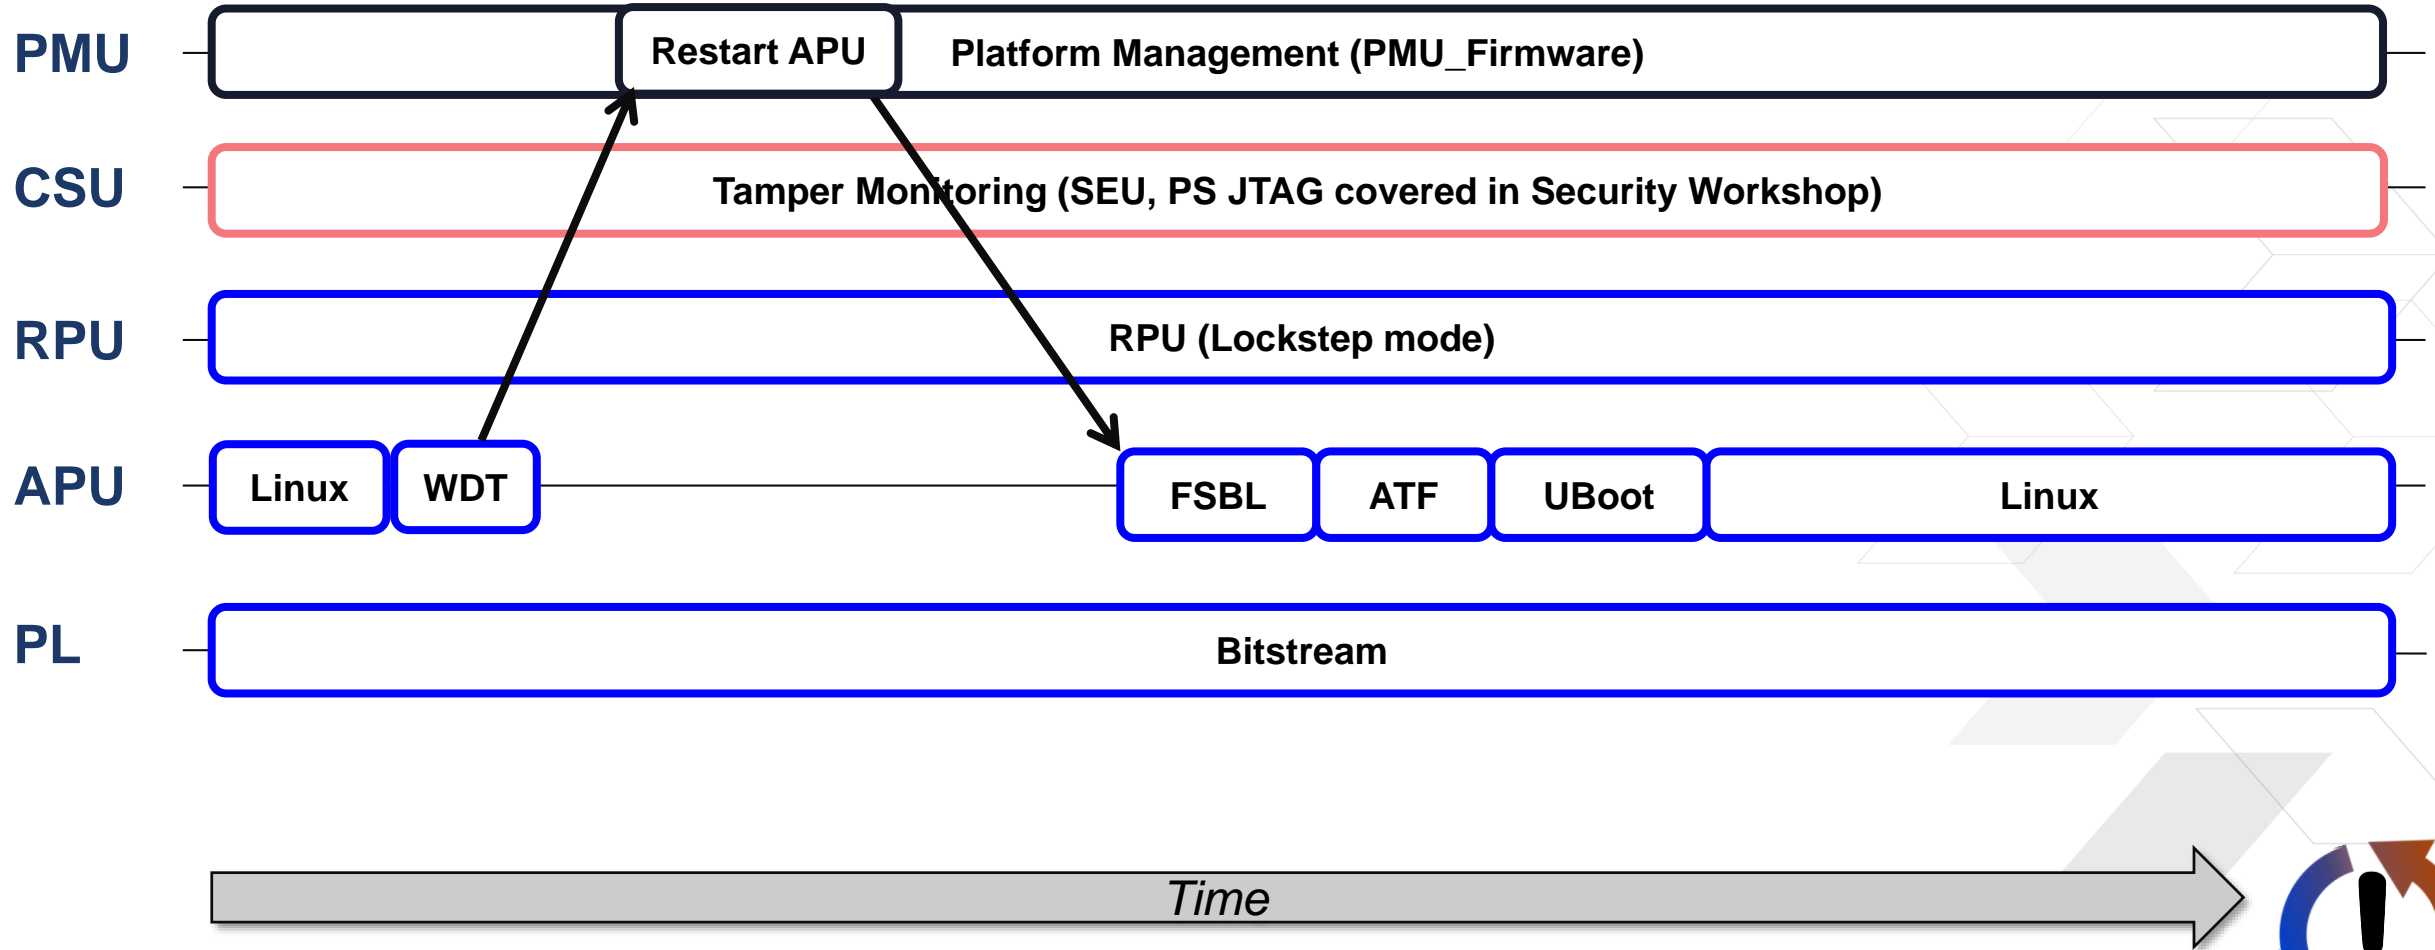 PMU
Restart APU
Platform Management (PMU_Firmware)
CSU
Tamper Monitoring (SEU, PS JTAG covered in Security Workshop)
RPU
RPU (Lockstep mode)
APU
Linux
WDT
FSBL
ATF
UBoot
Linux
PL
Bitstream
Time